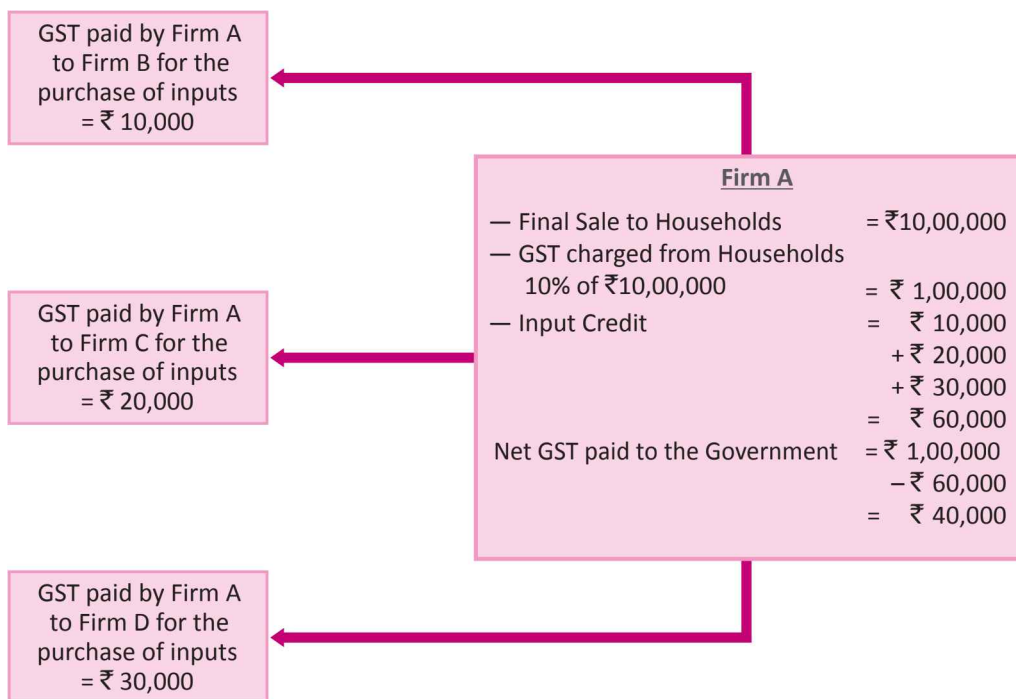 GST paid by Firm A
to Firm B for the
purchase of inputs
= ₹ 10,000
Firm A
— Final Sale to Households = ₹10,00,000
— GST charged from Households
10% of ₹10,00,000 = ₹ 1,00,000
— Input Credit = ₹ 10,000
+ ₹ 20,000
+ ₹ 30,000
= ₹ 60,000
Net GST paid to the Government = ₹ 1,00,000
– ₹ 60,000
= ₹ 40,000
GST paid by Firm A
to Firm C for the
purchase of inputs
= ₹ 20,000
GST paid by Firm A
to Firm D for the
purchase of inputs
= ₹ 30,000